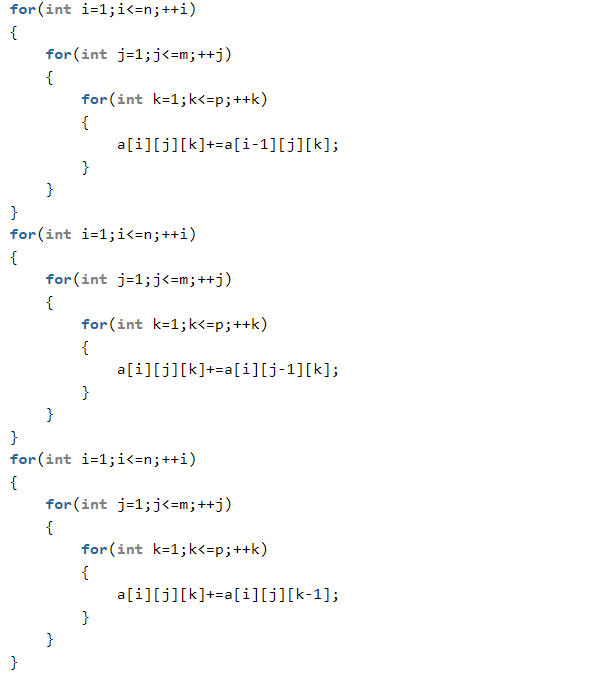 for(int i=1;i<=n;++i)
{
    for(int j=1;j<=m;++j)
    {
        for(int k=1;k<=p;++k)
        {
            a[i][j][k]+=a[i-1][j][k];
        }
    }
}
for(int i=1;i<=n;++i)
{
    for(int j=1;j<=m;++j)
    {
        for(int k=1;k<=p;++k)
        {
            a[i][j][k]+=a[i][j-1][k];
        }
    }
}
for(int i=1;i<=n;++i)
{
    for(int j=1;j<=m;++j)
    {
        for(int k=1;k<=p;++k)
        {
            a[i][j][k]+=a[i][j][k-1];
        }
    }
}